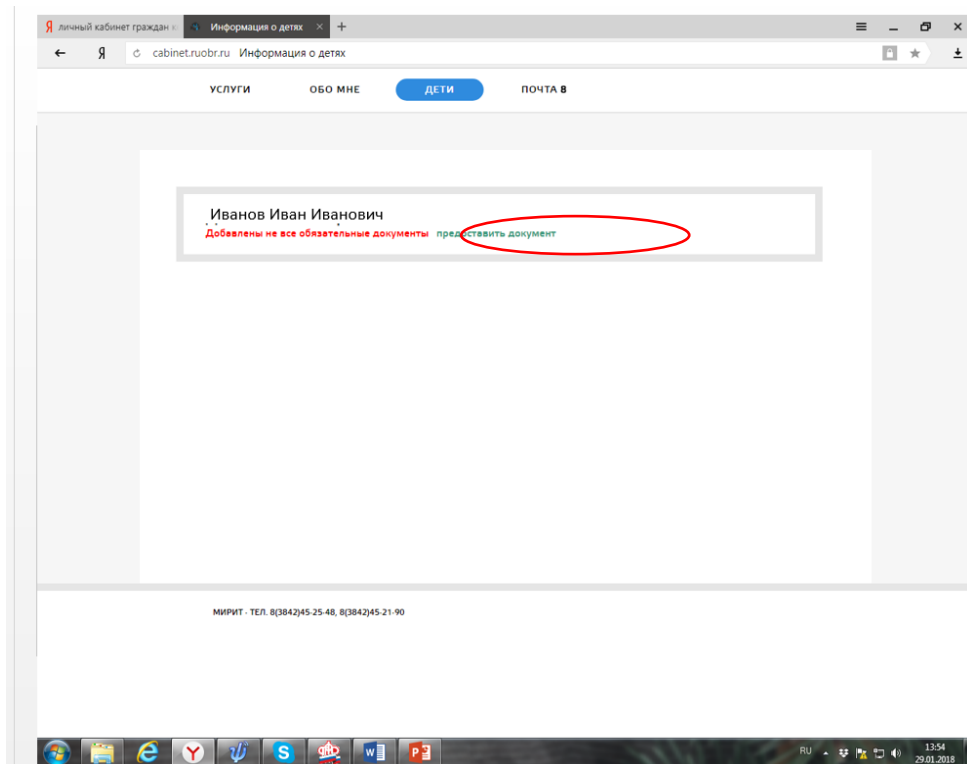 личный кабинет граждан
Информация о детях
cabinet.ruobr.ru Информация о детях
УСЛУГИ ОБО МНЕ ДЕТИ ПОЧТА 8
Иванов Иван Иванович
Добавлены не все обязательные документы предоставить документ
МИРИТ - ТЕЛ. 8(3842)45-25-48, 8(3842)45-21-90
RU
13:54
29.01.2018